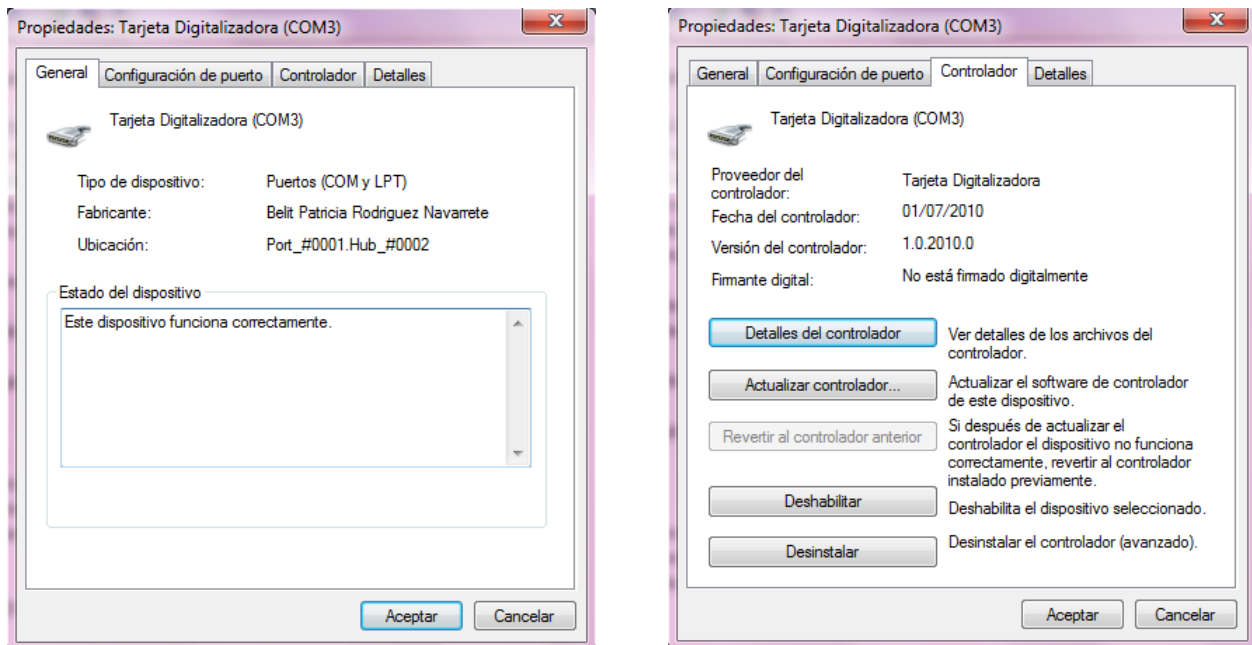 Propiedades: Tarjeta Digitalizadora (COM3)
General
Configuración de puerto
Controlador
Detalles
Tarjeta Digitalizadora (COM3)
Tipo de dispositivo: Puertos (COM y LPT)
Fabricante: Belit Patricia Rodriguez Navarrete
Ubicación: Port_#0001.Hub_#0002
Estado del dispositivo
Este dispositivo funciona correctamente.
Aceptar
Cancelar
Propiedades: Tarjeta Digitalizadora (COM3)
General
Configuración de puerto
Controlador
Detalles
Tarjeta Digitalizadora (COM3)
Proveedor del
controlador:
Tarjeta Digitalizadora
Fecha del controlador: 01/07/2010
Versión del controlador: 1.0.2010.0
Firmante digital: No está firmado digitalmente
Detalles del controlador
Ver detalles de los archivos del
controlador.
Actualizar controlador...
Actualizar el software de controlador
de este dispositivo.
Revertir al controlador anterior
Si después de actualizar el
controlador el dispositivo no funciona
correctamente, revertir al controlador
instalado previamente.
Deshabilitar
Deshabilita el dispositivo seleccionado.
Desinstalar
Desinstalar el controlador (avanzado).
Aceptar
Cancelar